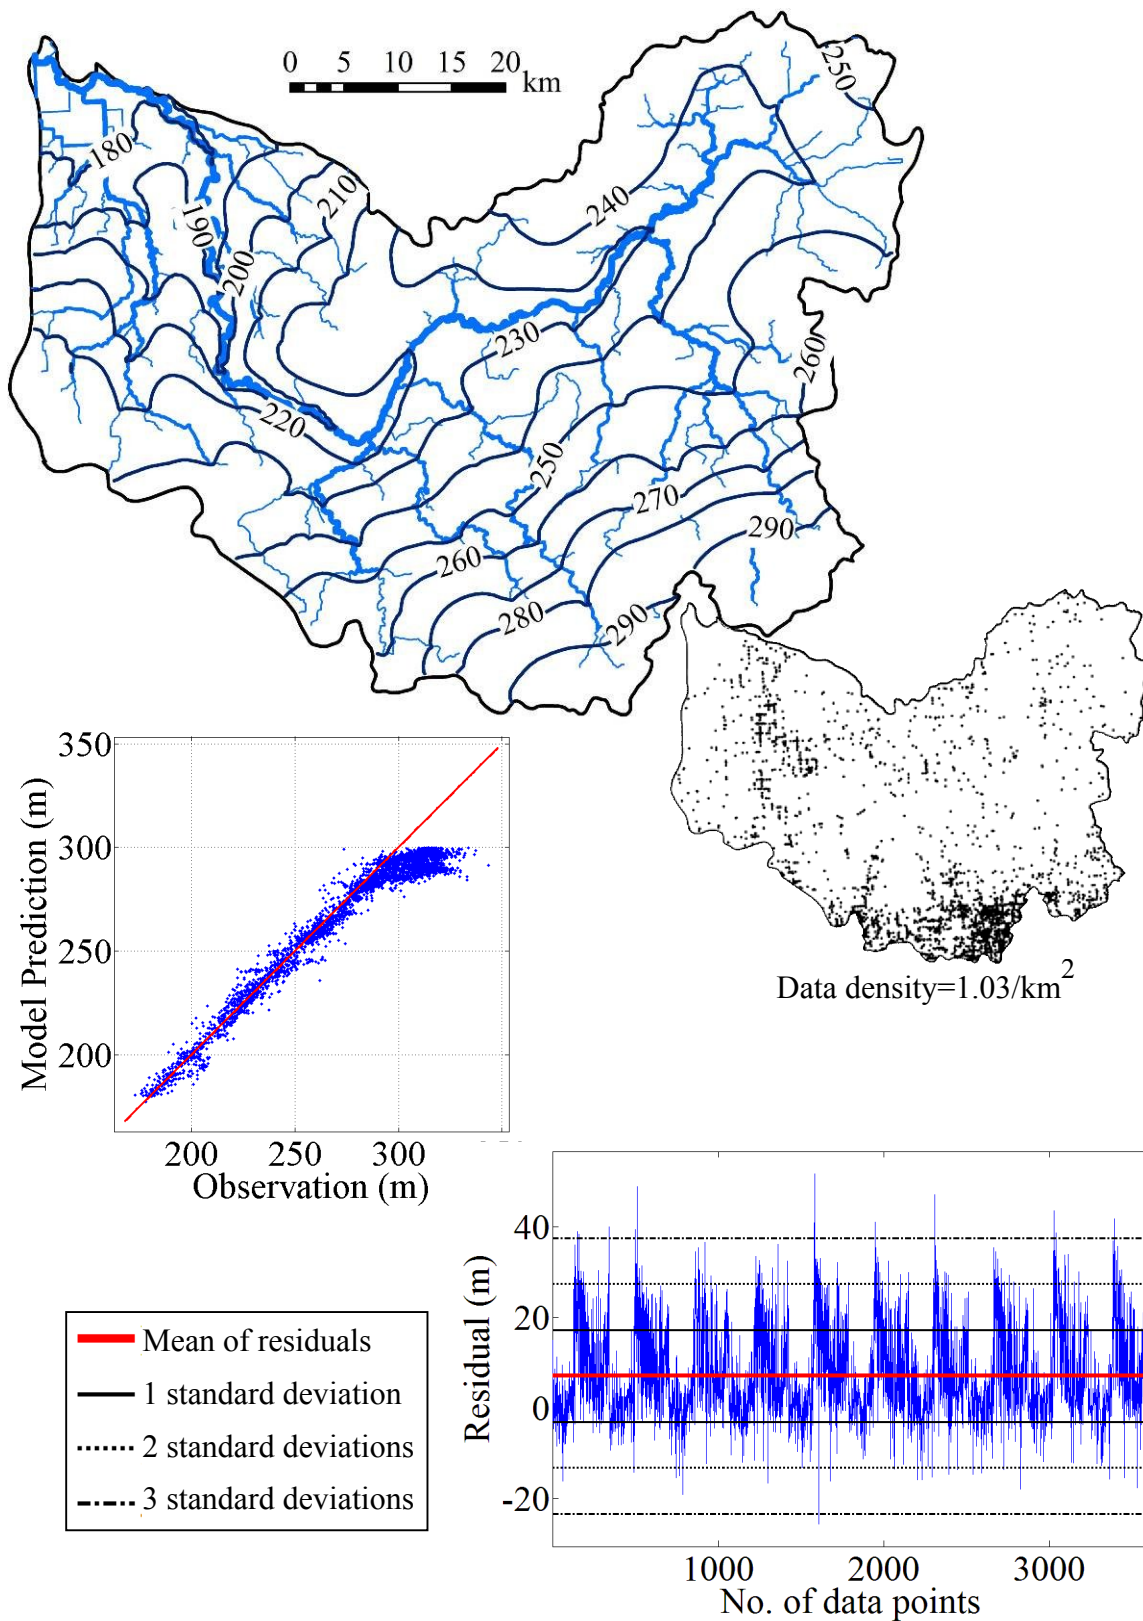 0 5 10 15 20
km
250
180
210
240
190
200
230
260
220
250
270
290
260
280
290
Data density=1.03/km2
350
300
250
200
Model Prediction (m)
200 250 300
Observation (m)
40
20
0
-20
Residual (m)
1000 2000 3000
No. of data points
Mean of residuals
1 standard deviation
2 standard deviations
3 standard deviations